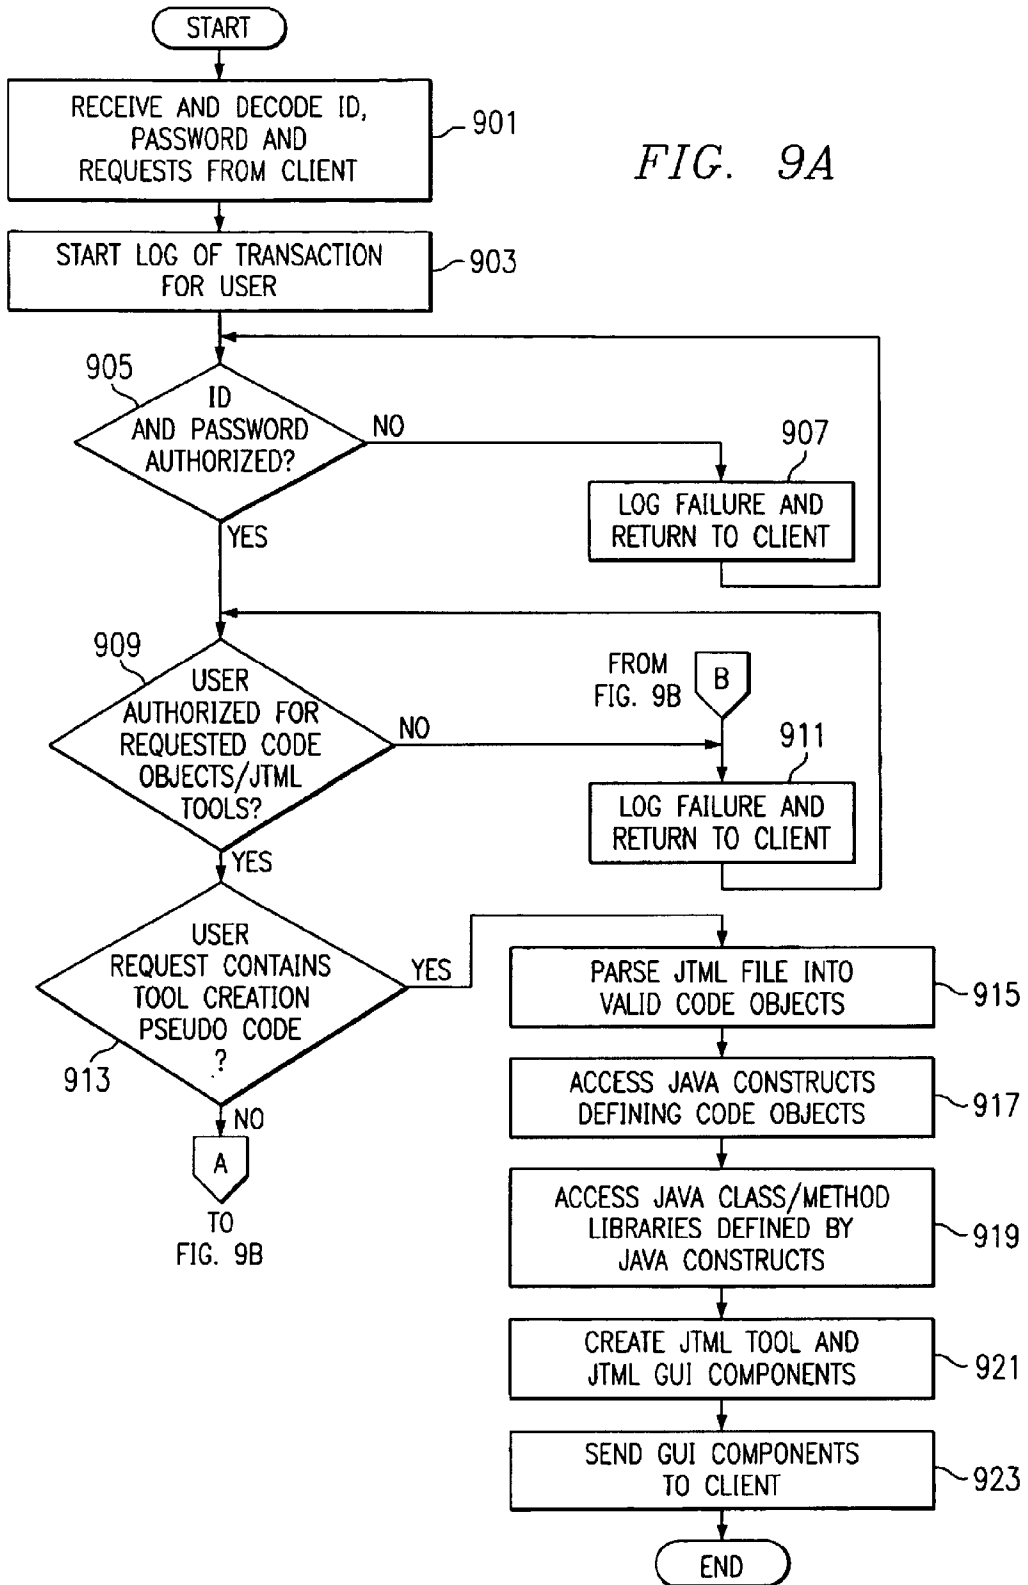 START
RECEIVE AND DECODE ID,
PASSWORD AND
REQUESTS FROM CLIENT
901
FIG. 9A
START LOG OF TRANSACTION
FOR USER
903
905
ID
AND PASSWORD
AUTHORIZED?
NO
YES
907
LOG FAILURE AND
RETURN TO CLIENT
909
USER
AUTHORIZED FOR
REQUESTED CODE
OBJECTS/JTML
TOOLS?
NO
YES
FROM
FIG. 9B
B
911
LOG FAILURE AND
RETURN TO CLIENT
USER
REQUEST CONTAINS
TOOL CREATION
PSEUDO CODE
?
913
YES
NO
A
TO
FIG. 9B
PARSE JTML FILE INTO
VALID CODE OBJECTS
915
ACCESS JAVA CONSTRUCTS
DEFINING CODE OBJECTS
917
ACCESS JAVA CLASS/METHOD
LIBRARIES DEFINED BY
JAVA CONSTRUCTS
919
CREATE JTML TOOL AND
JTML GUI COMPONENTS
921
SEND GUI COMPONENTS
TO CLIENT
923
END